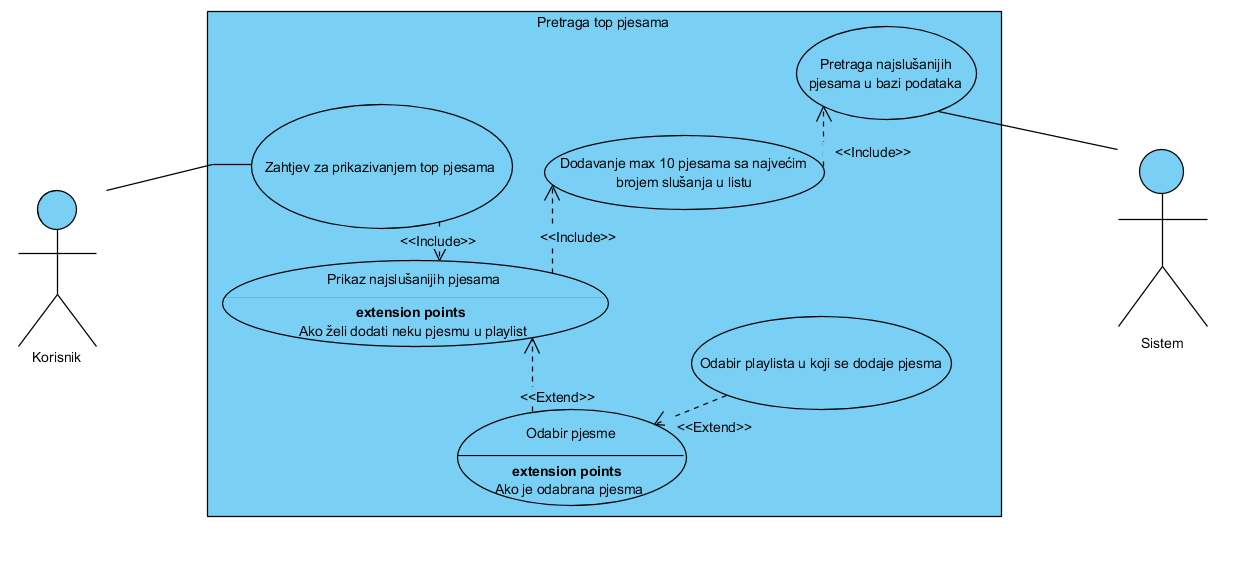 Pretraga top pjesama
Pretraga najslušanijih
pjesama u bazi podataka
Zahtjev za prikazivanjem top pjesama
Dodavanje max 10 pjesama sa najvećim
brojem slušanja u listu
<<Include>>
<<Include>>
<<Include>>
Prikaz najslušanijih pjesama
extension points
Ako želi dodati neku pjesmu u playlist
Korisnik
Sistem
Odabir playlista u koji se dodaje pjesma
<<Extend>>
<<Extend>>
Odabir pjesme
extension points
Ako je odabrana pjesma